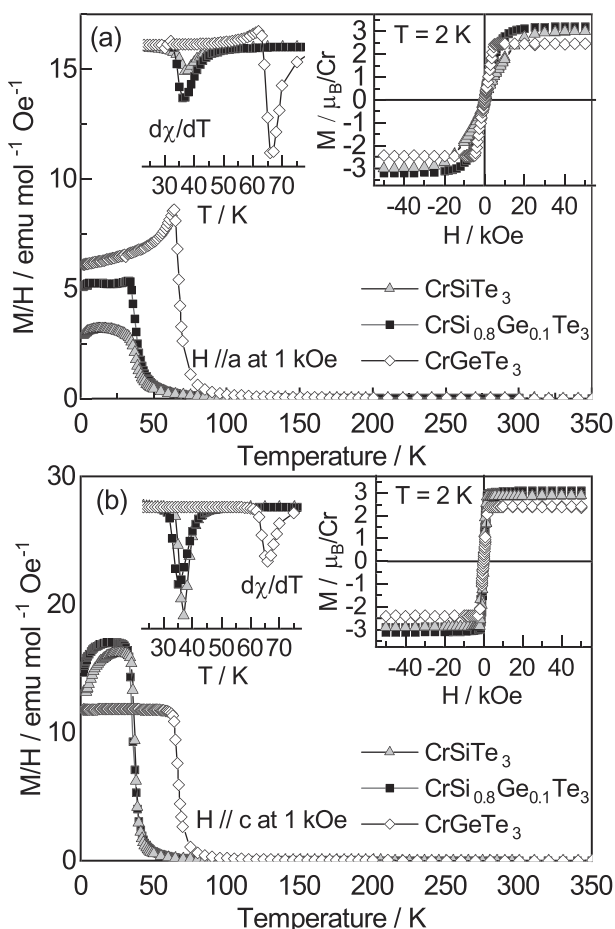 (a)
dχ/dT
30 40 50 60 70
T / K
T = 2 K
M / μB/Cr
3
2
1
0
-1
-2
-3
-40 -20 0 20 40
H / kOe
M/H / emu mol⁻¹ Oe⁻¹
15
10
5
0
CrSiTe₃
CrSi₀.₈Ge₀.₁Te₃
CrGeTe₃
H //a at 1 kOe
0 50 100 150 200 250 300 350
Temperature / K
(b)
dχ/dT
30 40 50 60 70
T / K
T = 2 K
M / μB/Cr
3
2
1
0
-1
-2
-3
-40 -20 0 20 40
H / kOe
M/H / emu mol⁻¹ Oe⁻¹
30
20
10
0
CrSiTe₃
CrSi₀.₈Ge₀.₁Te₃
CrGeTe₃
H // c at 1 kOe
0 50 100 150 200 250 300 350
Temperature / K